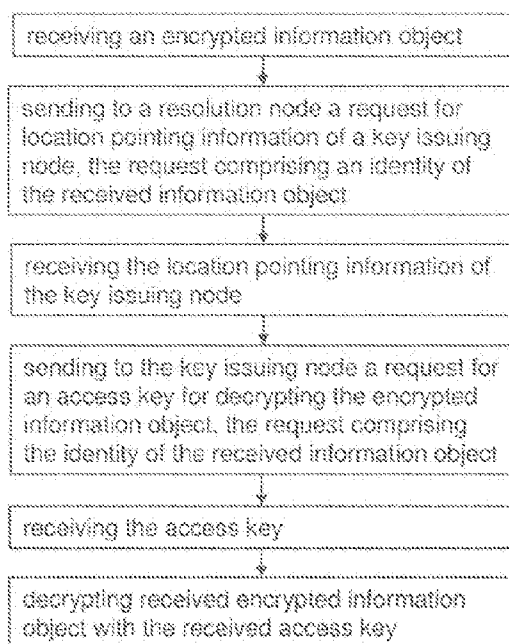 receiving an encrypted information object
sending to a resolution node a request for
location pointing information of a key issuing
node, the request comprising an identity of
the received information object
receiving the location pointing information of
the key issuing node
sending to the key issuing node a request for
an access key for decrypting the encrypted
information object, the request comprising
the identity of the received information object
receiving the access key
decrypting received encrypted information
object with the received access key